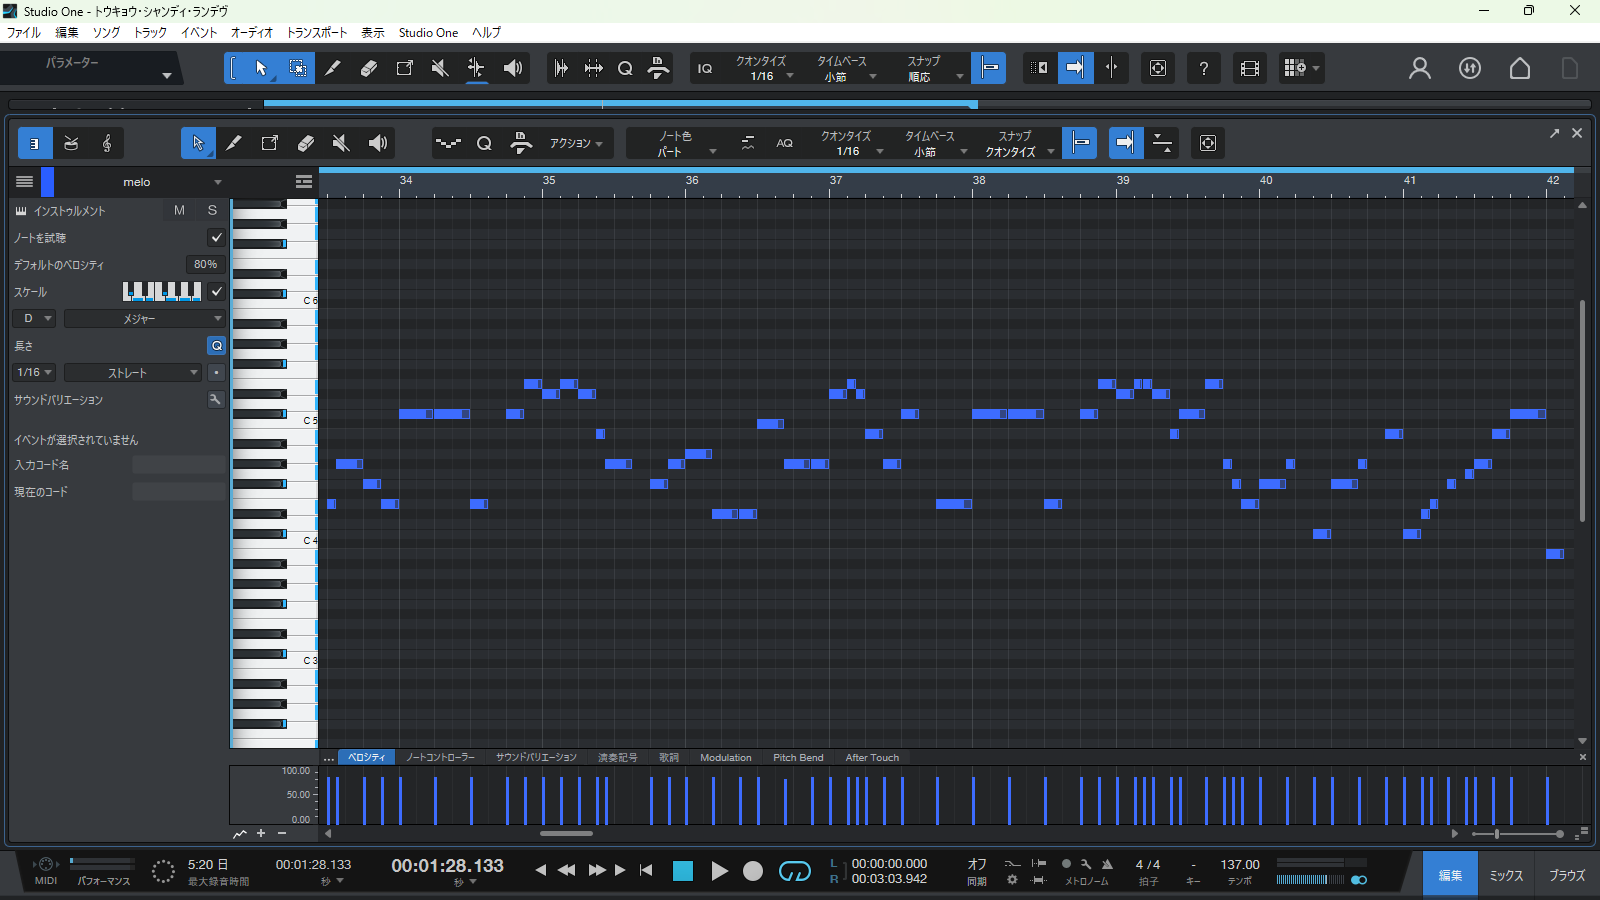 Studio One - トウキョウ・シャンディ・ランデヴ
ファイル 編集 ソング トラック イベント オーディオ トランスポート 表示 Studio One ヘルプ
パラメーター
IQ クオンタイズ 1/16 タイムベース 小節 スナップ 順応
?
アクション
ノート色 パート AQ クオンタイズ 1/16 タイムベース 小節 スナップ クオンタイズ
melo
34 35 36 37 38 39 40 41 42
インストゥルメント M S
ノートを試聴
デフォルトのベロシティ 80%
スケール
D メジャー
長さ Q
1/16 ストレート
サウンドバリエーション
イベントが選択されていません
入力コード名
現在のコード
C 6
C 5
C 4
C 3
... ベロシティ ノートコントローラー サウンドバリエーション 演奏記号 歌詞 Modulation Pitch Bend After Touch
100.00
50.00
0.00
MIDI
パフォーマンス
5:20 日
最大録音時間
00:01:28.133
秒
00:01:28.133
秒
L 00:00:00.000
R 00:03:03.942
オフ
同期
メトロノーム
4 / 4
拍子
-
キー
137.00
テンポ
編集 ミックス ブラウズ